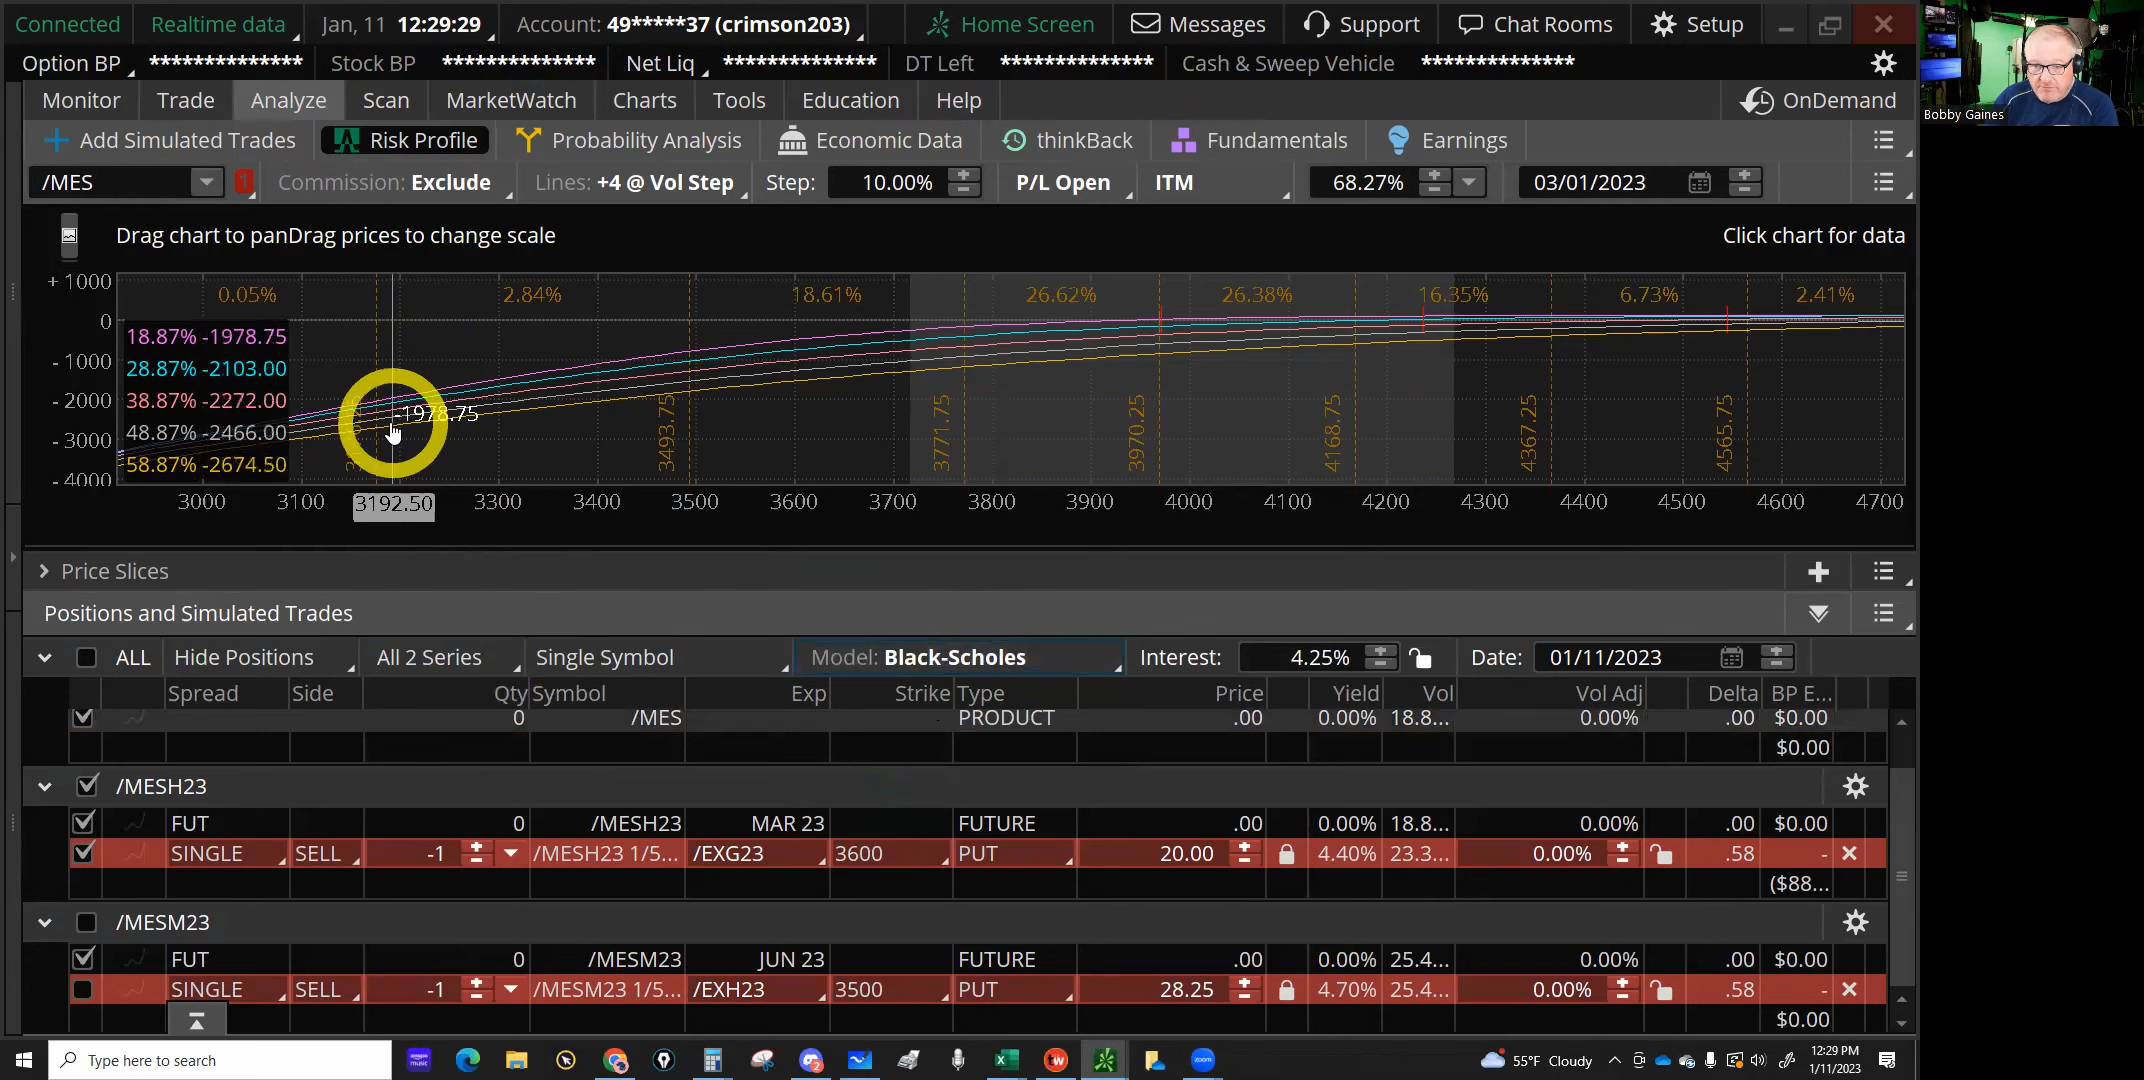 Connected Realtime data Jan, 11 12:29:29 Account: 49*****37 (crimson203) Home Screen Messages Support Chat Rooms Setup
Option BP ************** Stock BP ************** Net Liq ************** DT Left ************** Cash & Sweep Vehicle **************
Monitor Trade Analyze Scan MarketWatch Charts Tools Education Help OnDemand
Bobby Gaines
Add Simulated Trades Risk Profile Probability Analysis Economic Data thinkBack Fundamentals Earnings
/MES 1 Commission: Exclude Lines: +4 @ Vol Step Step: 10.00% P/L Open ITM 68.27% 03/01/2023
Drag chart to panDrag prices to change scale Click chart for data
+ 1000
0.05% 2.84% 18.61% 26.62% 26.38% 16.35% 6.73% 2.41%
0
18.87% -1978.75
- 1000
28.87% -2103.00
38.87% -2272.00
- 2000
-1978.75
48.87% -2466.00
- 3000
58.87% -2674.50
- 4000
3493.75 3771.75 3970.25 4168.75 4367.25 4565.75
3000 3100 3192.50 3300 3400 3500 3600 3700 3800 3900 4000 4100 4200 4300 4400 4500 4600 4700
Price Slices
Positions and Simulated Trades
ALL Hide Positions All 2 Series Single Symbol Model: Black-Scholes Interest: 4.25% Date: 01/11/2023
Spread Side Qty Symbol Exp Strike Type Price Yield Vol Vol Adj Delta BP E...
0 /MES PRODUCT .00 0.00% 18.8... 0.00% .00 $0.00
$0.00
/MESH23
FUT 0 /MESH23 MAR 23 FUTURE .00 0.00% 18.8... 0.00% .00 $0.00
SINGLE SELL -1 /MESH23 1/5... /EXG23 3600 PUT 20.00 4.40% 23.3... 0.00% .58 -
($88...
/MESM23
FUT 0 /MESM23 JUN 23 FUTURE .00 0.00% 25.4... 0.00% .00 $0.00
SINGLE SELL -1 /MESM23 1/5... /EXH23 3500 PUT 28.25 4.70% 25.4... 0.00% .58 -
$0.00
Type here to search 55°F Cloudy 12:29 PM
1/11/2023